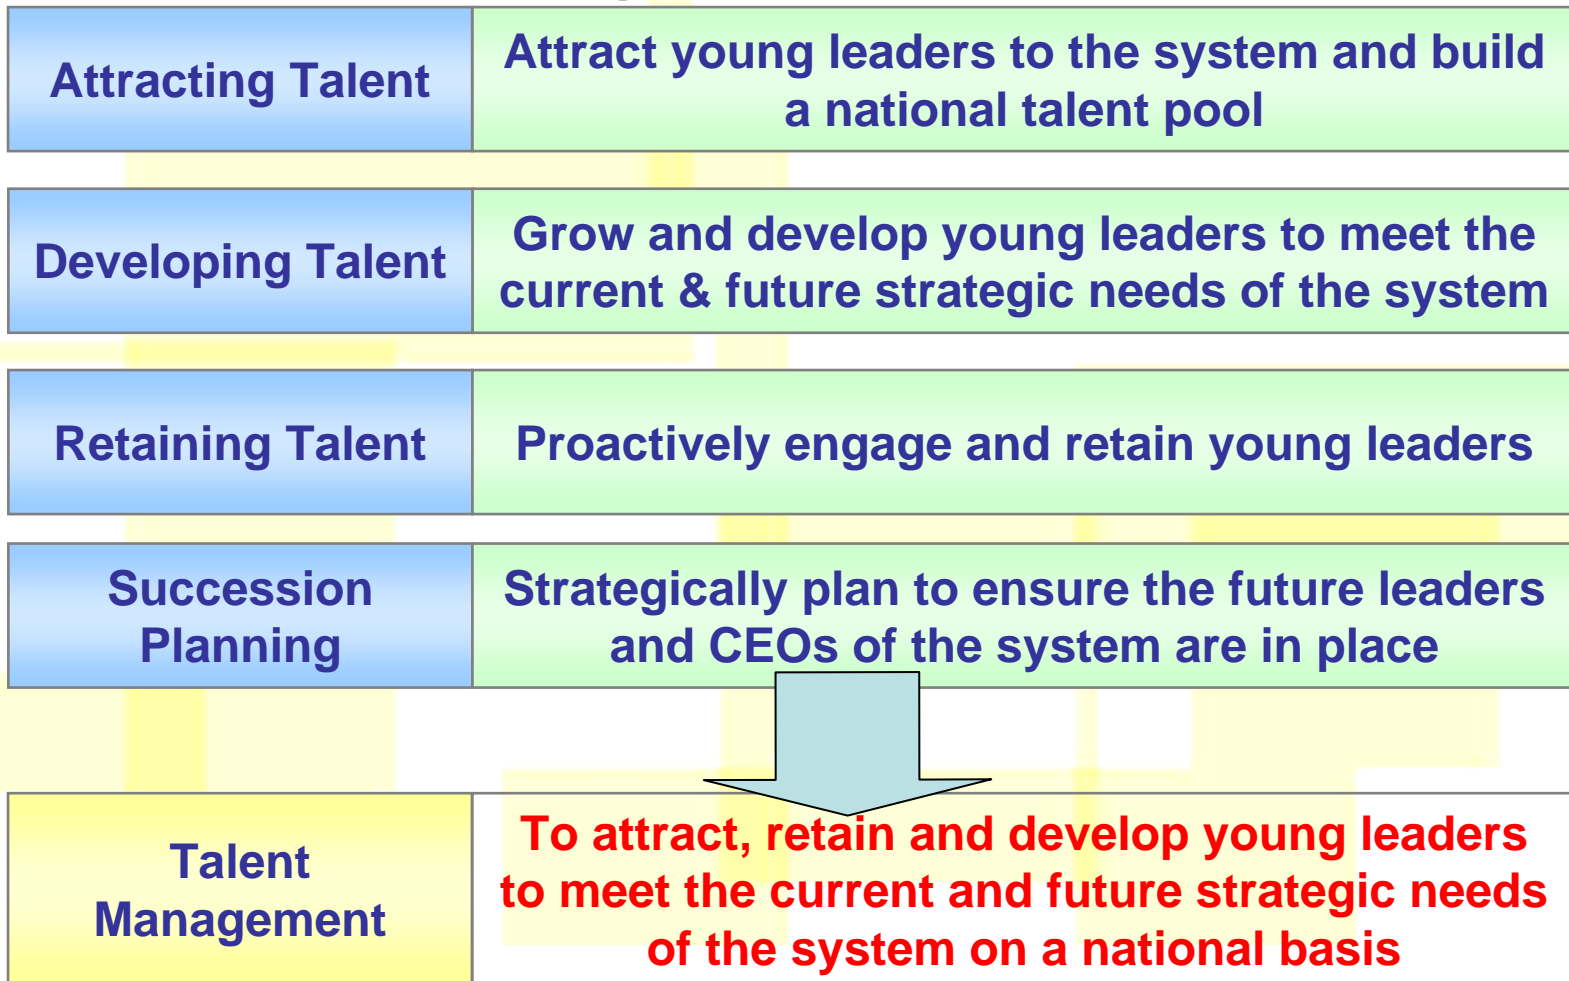 Attracting Talent
Attract young leaders to the system and build
a national talent pool
Developing Talent
Grow and develop young leaders to meet the
current & future strategic needs of the system
Retaining Talent
Proactively engage and retain young leaders
Succession
Planning
Strategically plan to ensure the future leaders
and CEOs of the system are in place
Talent
Management
To attract, retain and develop young leaders
to meet the current and future strategic needs
of the system on a national basis